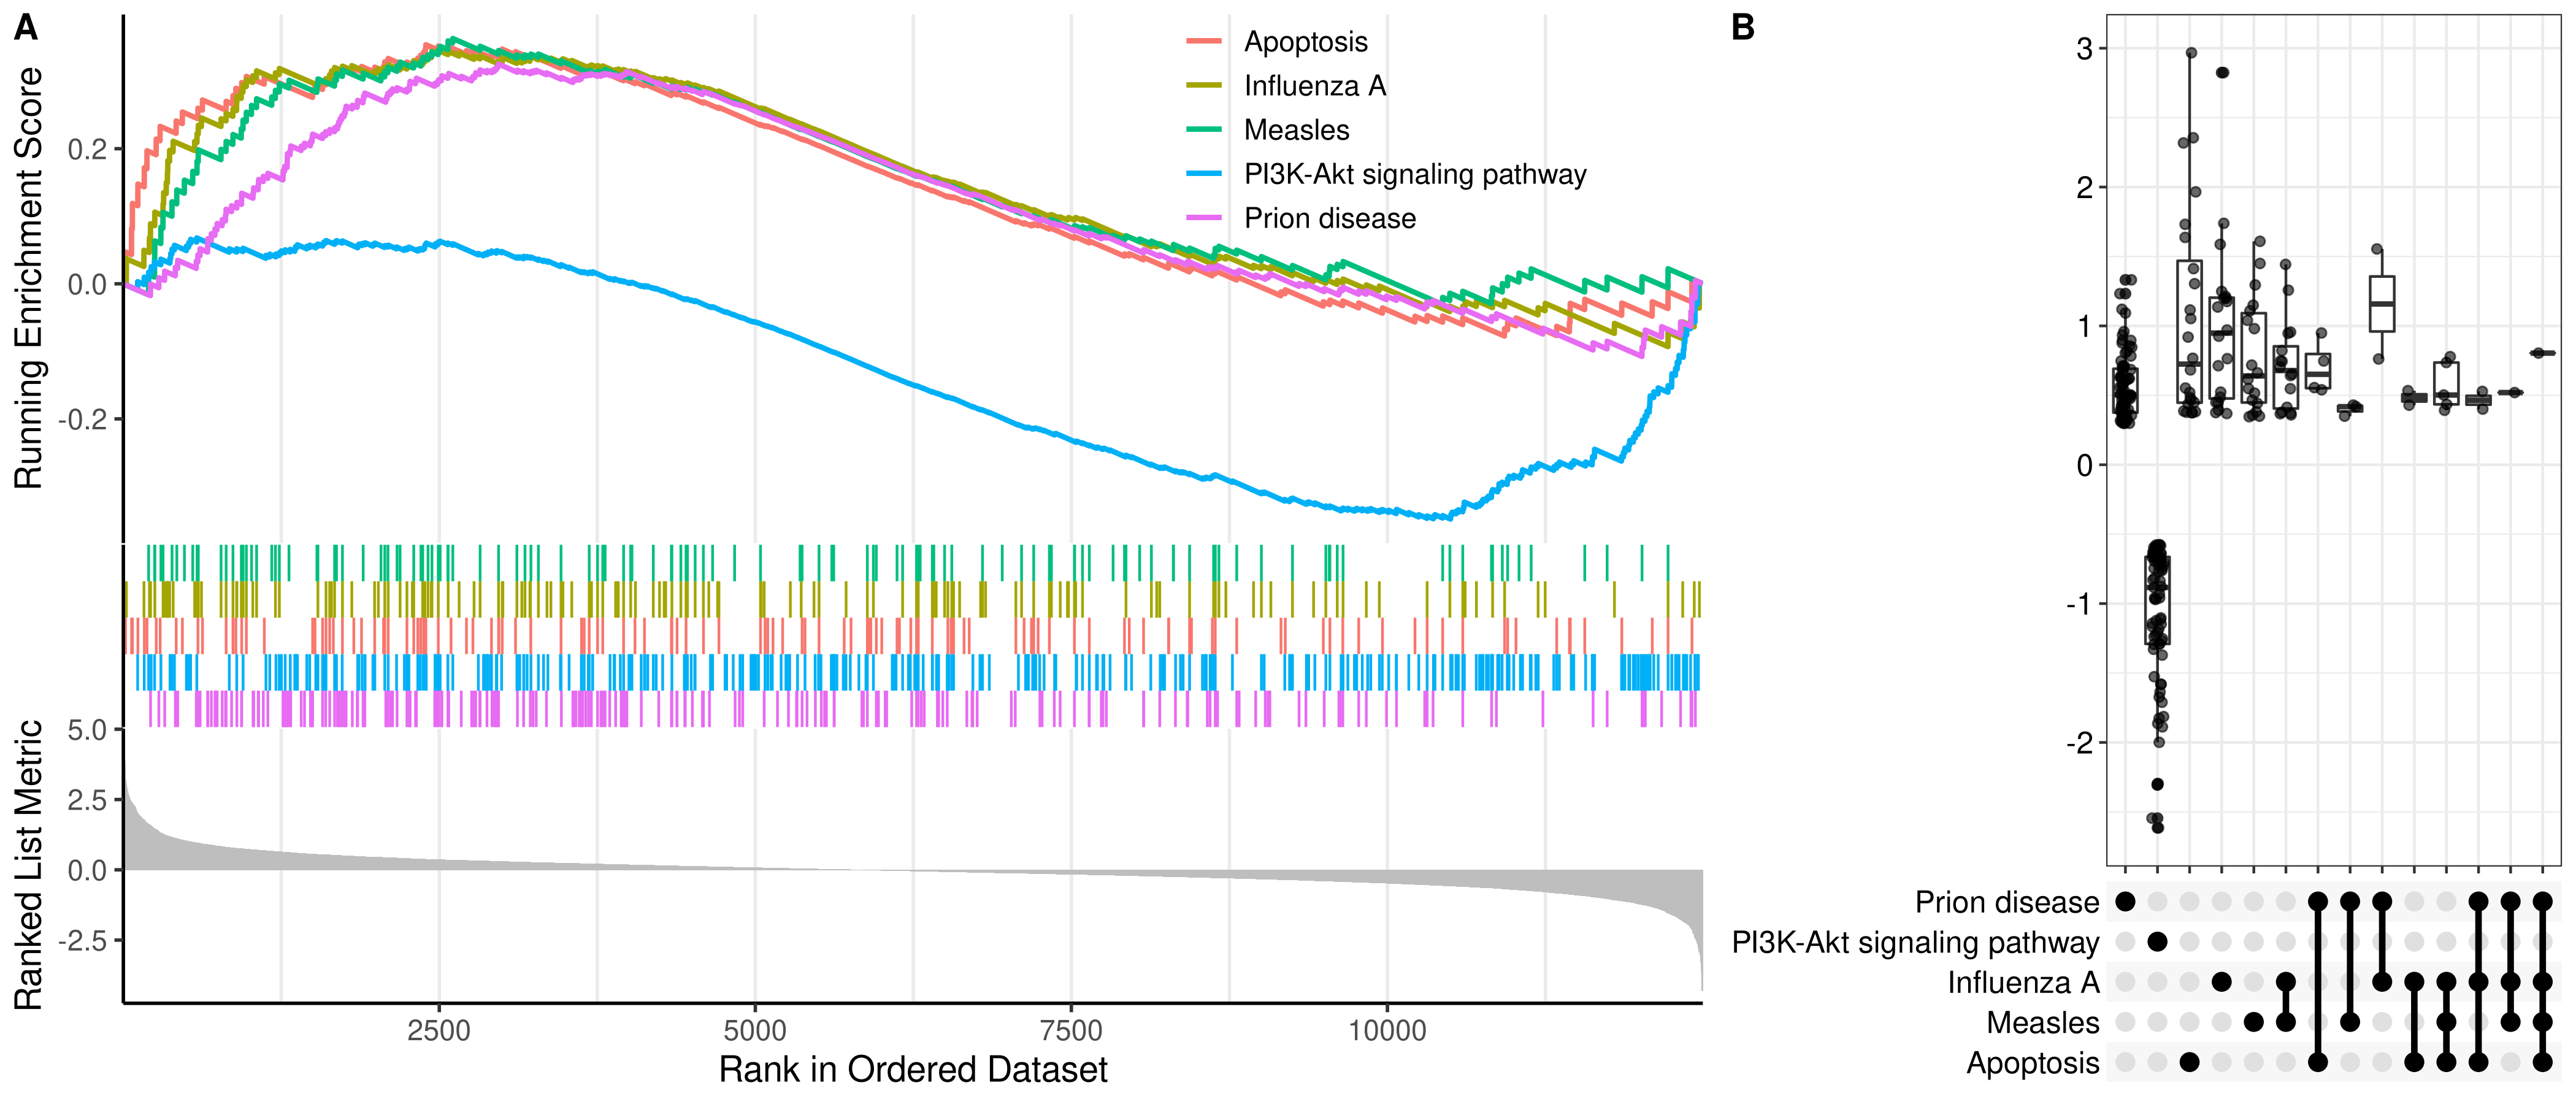 A
Running Enrichment Score
0.2
0.0
-0.2
Apoptosis
Influenza A
Measles
PI3K-Akt signaling pathway
Prion disease
Ranked List Metric
5.0
2.5
0.0
-2.5
2500 5000 7500 10000
Rank in Ordered Dataset
B
3
2
1
0
-1
-2
Prion disease
PI3K-Akt signaling pathway
Influenza A
Measles
Apoptosis